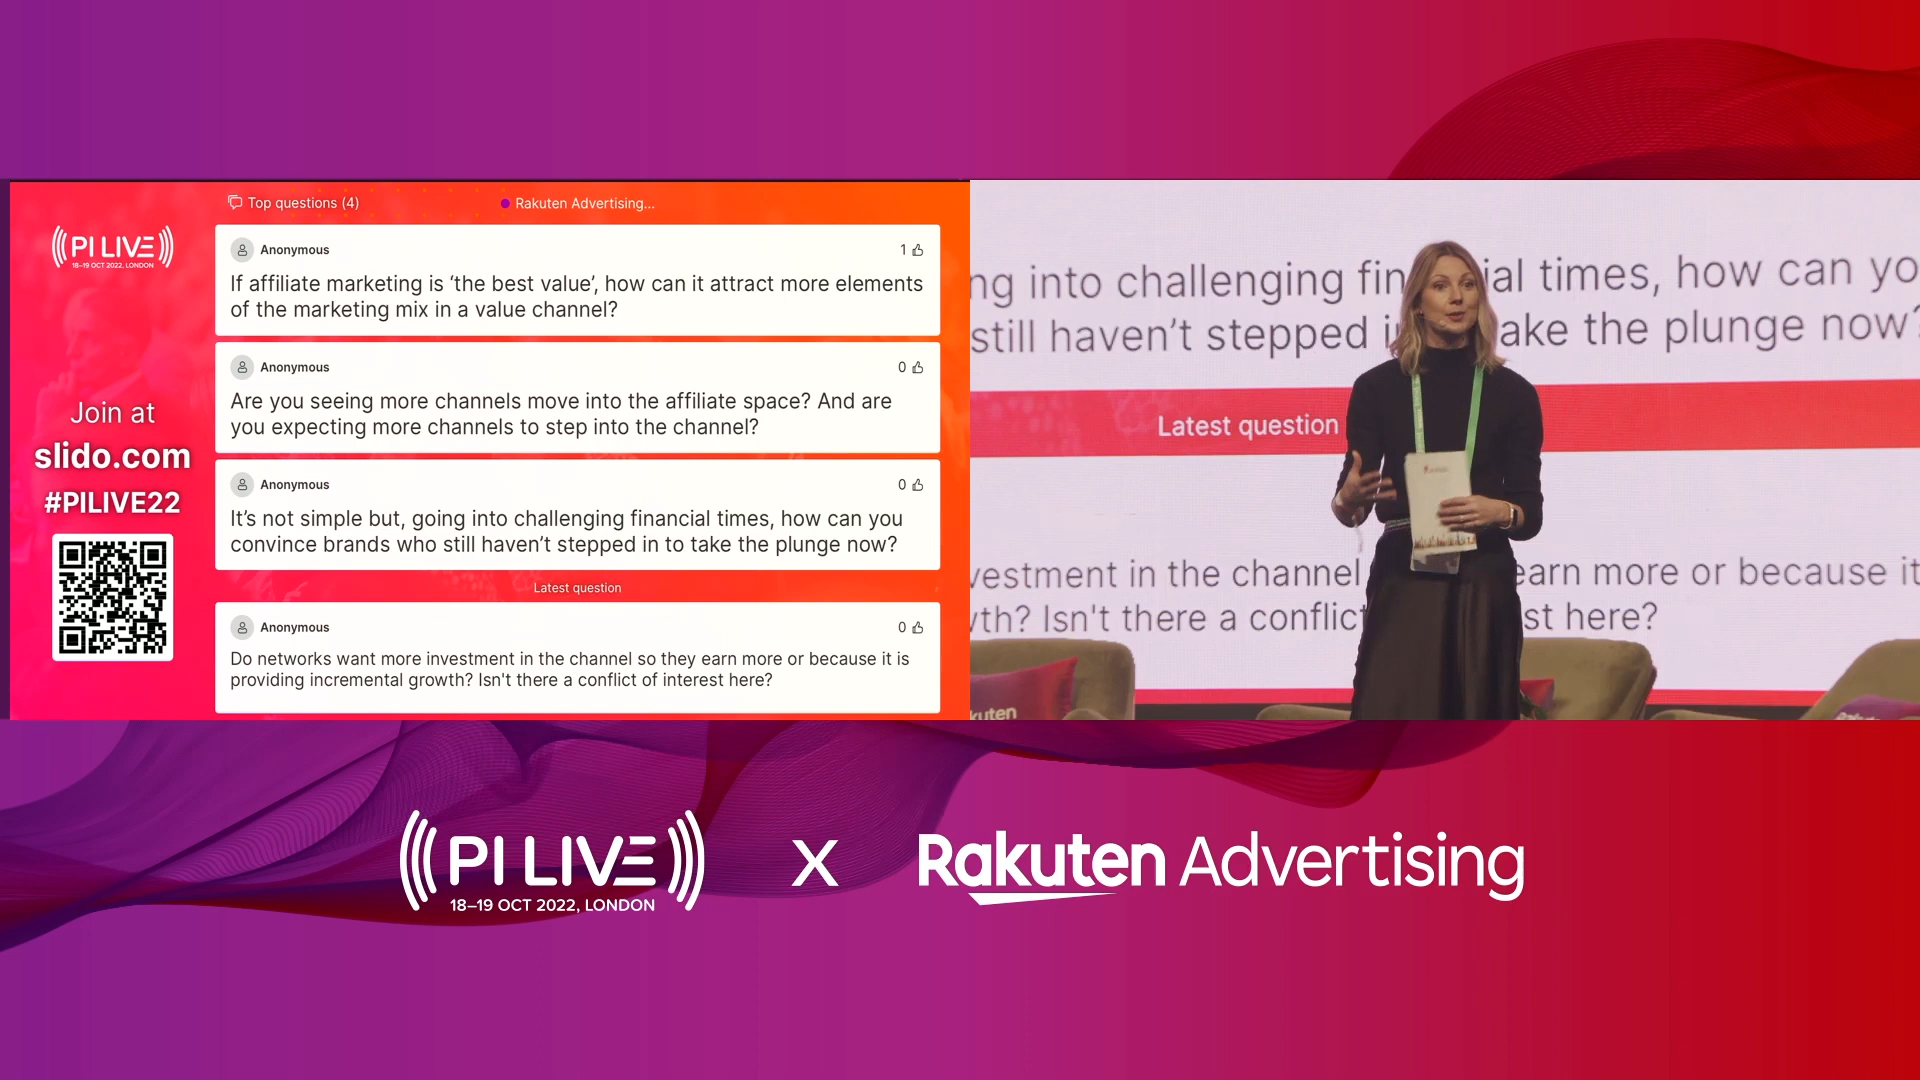 Top questions (4)
Rakuten Advertising...
PI LIVE
18–19 OCT 2022, LONDON
Join at
slido.com
#PILIVE22
Anonymous
1
If affiliate marketing is ‘the best value’, how can it attract more elements
of the marketing mix in a value channel?
Anonymous
0
Are you seeing more channels move into the affiliate space? And are
you expecting more channels to step into the channel?
Anonymous
0
It’s not simple but, going into challenging financial times, how can you
convince brands who still haven’t stepped in to take the plunge now?
Latest question
Anonymous
0
Do networks want more investment in the channel so they earn more or because it is
providing incremental growth? Isn't there a conflict of interest here?
ng into challenging fin ial times, how can yo
still haven’t stepped i ake the plunge now?
Latest question
vestment in the channel earn more or because it
vth? Isn't there a conflict st here?
kuten
PI LIVE
18–19 OCT 2022, LONDON
X
Rakuten Advertising